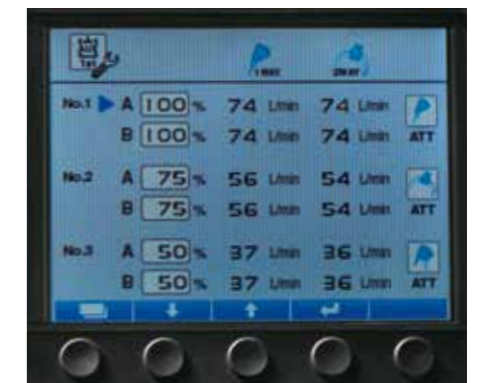 1WAY 2WAY
No.1 A 100 % 74 L/min 74 L/min
B 100 % 74 L/min 74 L/min ATT
No.2 A 75 % 56 L/min 54 L/min
B 75 % 56 L/min 54 L/min ATT
No.3 A 50 % 37 L/min 36 L/min
B 50 % 37 L/min 36 L/min ATT